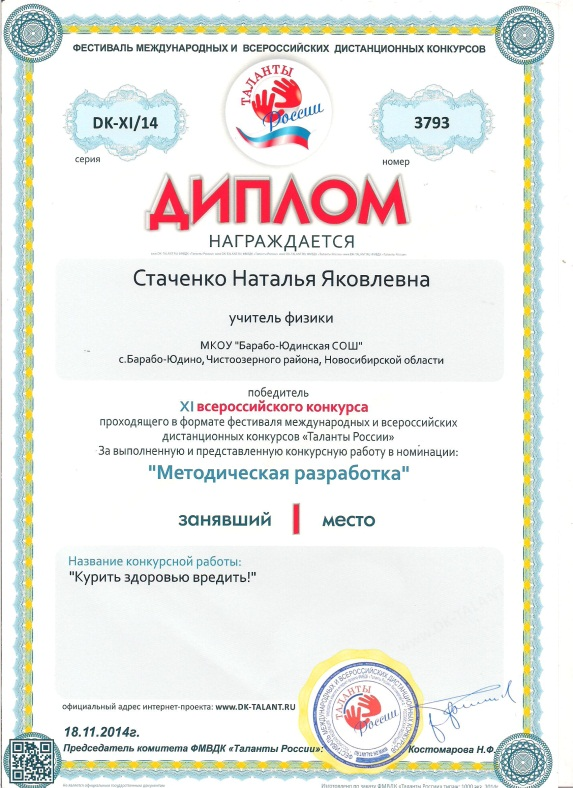 ФЕСТИВАЛЬ МЕЖДУНАРОДНЫХ И ВСЕРОССИЙСКИХ ДИСТАНЦИОННЫХ КОНКУРСОВ
ТАЛАНТЫ
России
DK-XI/14
3793
серия
номер
ДИПЛОМ
НАГРАЖДАЕТСЯ
Стаченко Наталья Яковлевна
учитель физики
МКОУ "Барабо-Юдинская СОШ"
с.Барабо-Юдино, Чистоозерного района, Новосибирской области
победитель
XI всероссийского конкурса
проходящего в формате фестиваля международных и всероссийских
дистанционных конкурсов «Таланты России»
За выполненную и представленную конкурсную работу в номинации:
"Методическая разработка"
занявший I место
Название конкурсной работы:
"Курить здоровью вредить!"
ТАЛАНТЫ
России
официальный адрес интернет-проекта: www.DK-TALANT.RU
18.11.2014г.
Председатель комитета ФМВДК «Таланты России»: Костомарова Н.Ф.